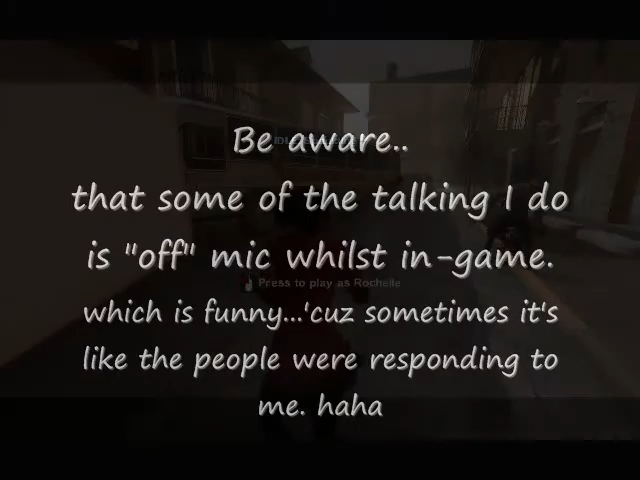 IDLE
Be aware..
that some of the talking I do
is "off" mic whilst in-game.
Press to play as Rochelle
which is funny...'cuz sometimes it's
like the people were responding to
me. haha